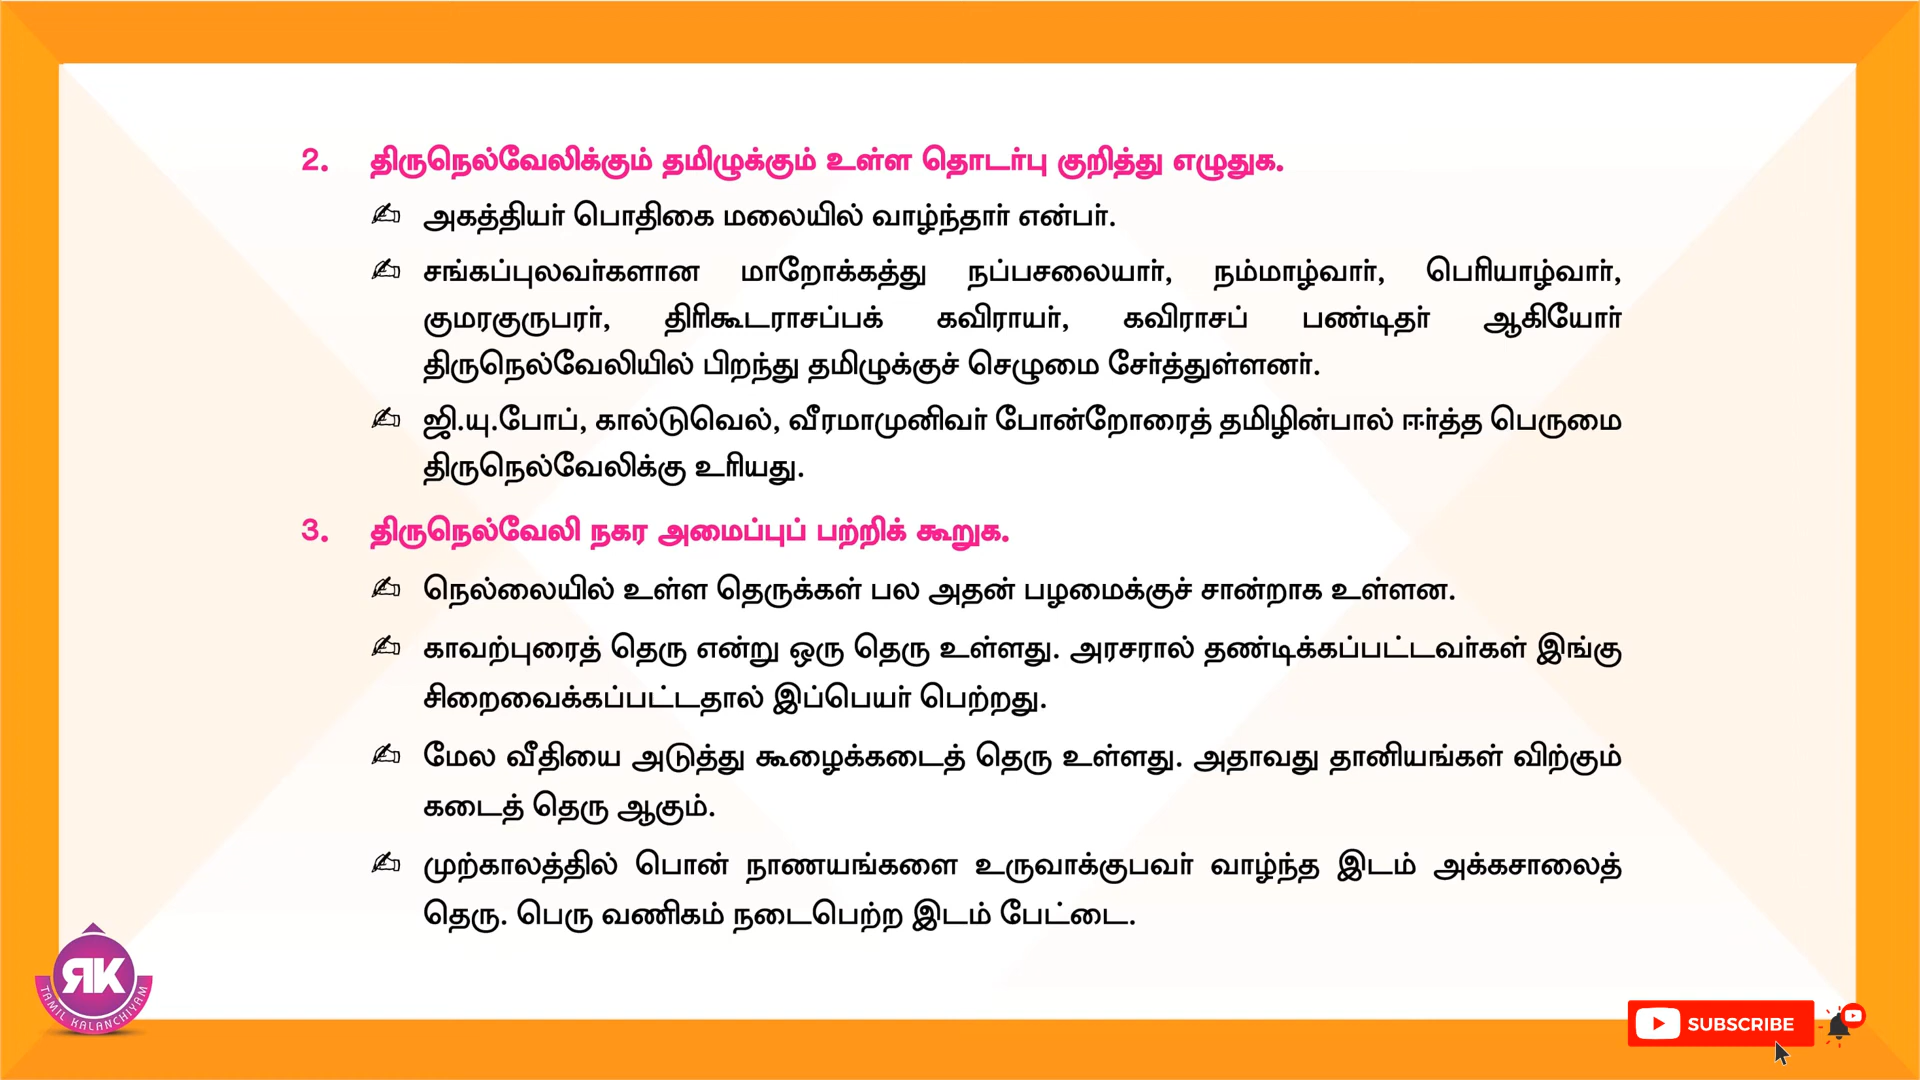 2. திருநெல்வேலிக்கும் தமிழுக்கும் உள்ள தொடர்பு குறித்து எழுதுக.
அகத்தியர் பொதிகை மலையில் வாழ்ந்தார் என்பர்.
சங்கப்புலவர்களான மாறோக்கத்து நப்பசலையார், நம்மாழ்வார், பெரியாழ்வார்,
குமரகுருபரர், திரிகூடராசப்பக் கவிராயர், கவிராசப் பண்டிதர் ஆகியோர்
திருநெல்வேலியில் பிறந்து தமிழுக்குச் செழுமை சேர்த்துள்ளனர்.
ஜி.யு.போப், கால்டுவெல், வீரமாமுனிவர் போன்றோரைத் தமிழின்பால் ஈர்த்த பெருமை
திருநெல்வேலிக்கு உரியது.
3. திருநெல்வேலி நகர அமைப்புப் பற்றிக் கூறுக.
நெல்லையில் உள்ள தெருக்கள் பல அதன் பழமைக்குச் சான்றாக உள்ளன.
காவற்புரைத் தெரு என்று ஒரு தெரு உள்ளது. அரசரால் தண்டிக்கப்பட்டவர்கள் இங்கு
சிறைவைக்கப்பட்டதால் இப்பெயர் பெற்றது.
மேல வீதியை அடுத்து கூழைக்கடைத் தெரு உள்ளது. அதாவது தானியங்கள் விற்கும்
கடைத் தெரு ஆகும்.
முற்காலத்தில் பொன் நாணயங்களை உருவாக்குபவர் வாழ்ந்த இடம் அக்கசாலைத்
தெரு. பெரு வணிகம் நடைபெற்ற இடம் பேட்டை.
RK
TAMIL KALANCHIYAM
SUBSCRIBE